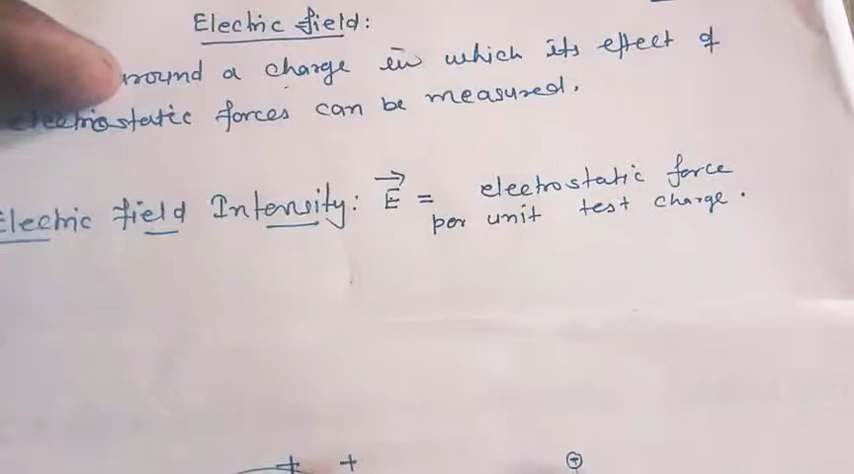 Electric field:
round a charge in which its effect of
electrostatic forces can be measured.
Electric field Intensity: E = electrostatic force
per unit test charge.
+ +
+